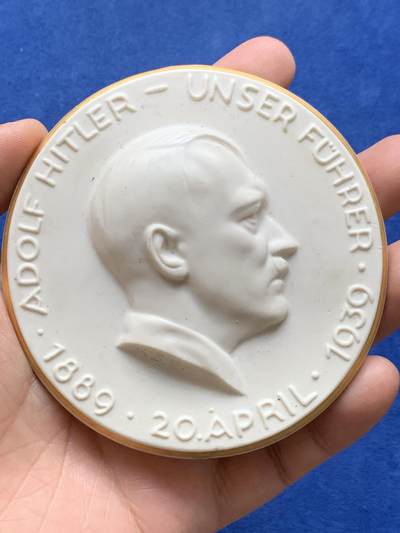 ADOLF HITLER – UNSER FÜHRER
· 1889 · 20. APRIL · 1939 ·